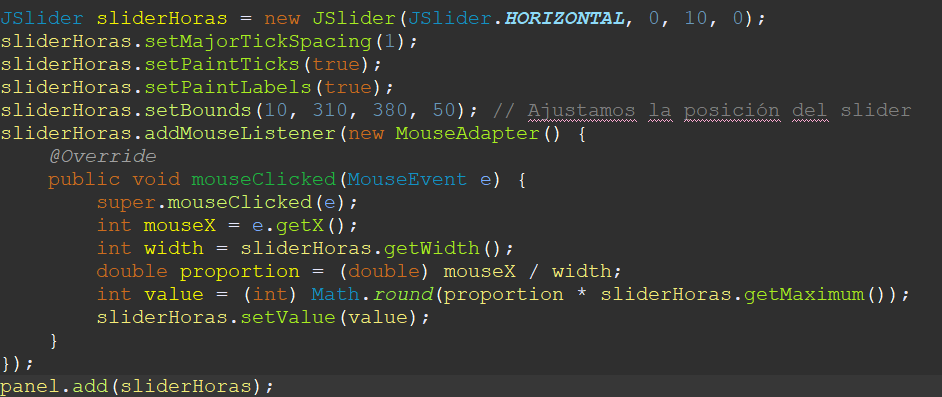 JSlider sliderHoras = new JSlider(JSlider.HORIZONTAL, 0, 10, 0);
sliderHoras.setMajorTickSpacing(1);
sliderHoras.setPaintTicks(true);
sliderHoras.setPaintLabels(true);
sliderHoras.setBounds(10, 310, 380, 50); // Ajustamos la posición del slider
sliderHoras.addMouseListener(new MouseAdapter() {
    @Override
    public void mouseClicked(MouseEvent e) {
        super.mouseClicked(e);
        int mouseX = e.getX();
        int width = sliderHoras.getWidth();
        double proportion = (double) mouseX / width;
        int value = (int) Math.round(proportion * sliderHoras.getMaximum());
        sliderHoras.setValue(value);
    }
});
panel.add(sliderHoras);